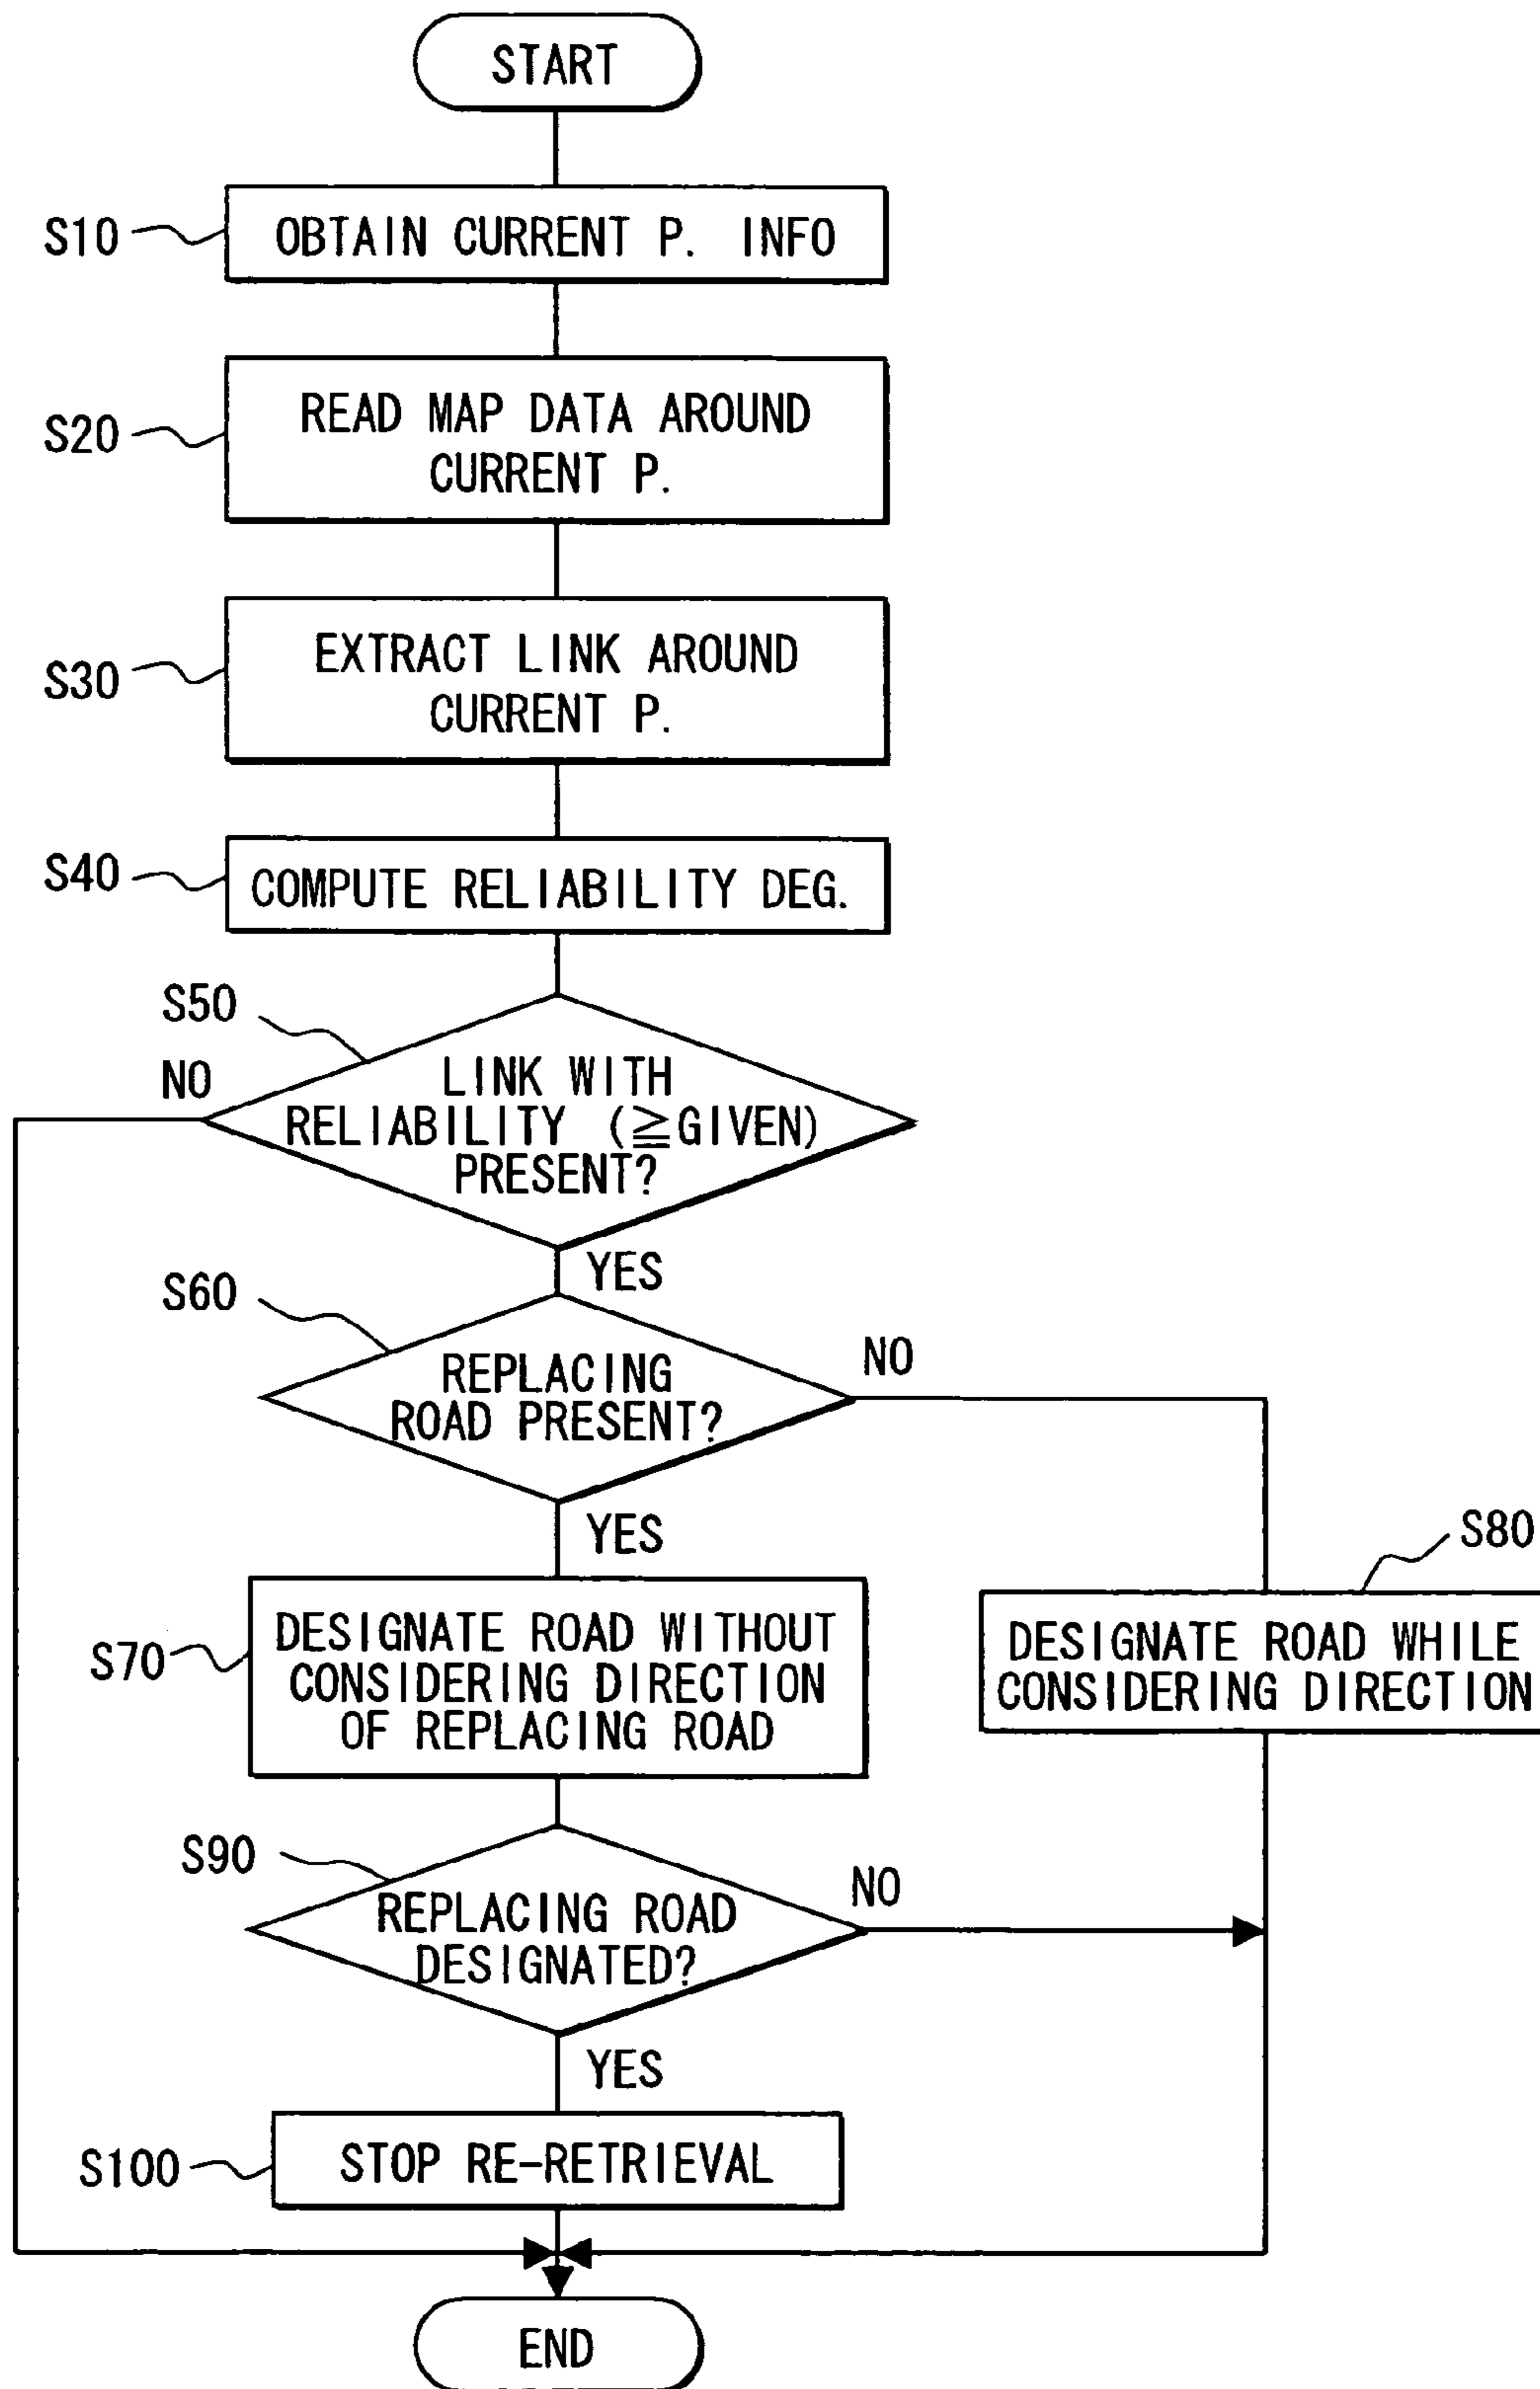 START
S10
OBTAIN CURRENT P. INFO
S20
READ MAP DATA AROUND
CURRENT P.
S30
EXTRACT LINK AROUND
CURRENT P.
S40
COMPUTE RELIABILITY DEG.
S50
NO
LINK WITH
RELIABILITY (≧GIVEN)
PRESENT?
YES
S60
REPLACING
ROAD PRESENT?
NO
YES
S70
DESIGNATE ROAD WITHOUT
CONSIDERING DIRECTION
OF REPLACING ROAD
S80
DESIGNATE ROAD WHILE
CONSIDERING DIRECTION
S90
REPLACING ROAD
DESIGNATED?
NO
YES
S100
STOP RE-RETRIEVAL
END